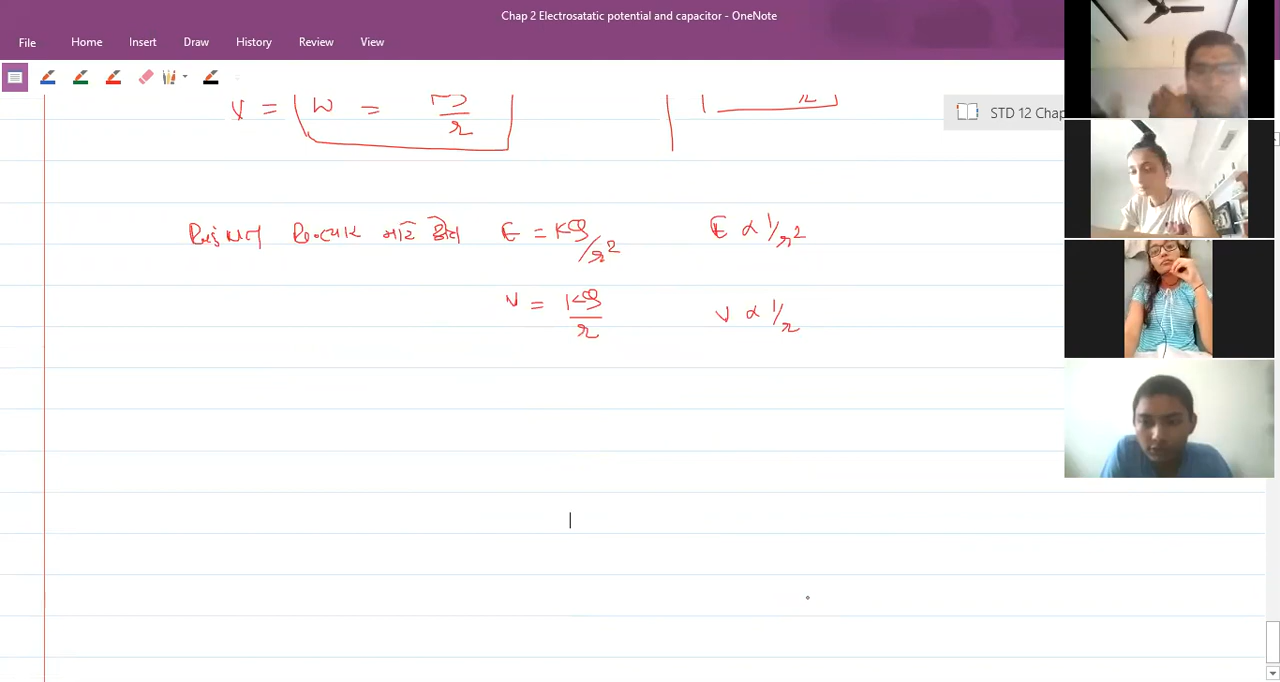 Chap 2 Electrosatatic potential and capacitor - OneNote
File Home Insert Draw History Review View
STD 12 Chap
V = W = KQ/r
E = KQ/r² E ∝ 1/r²
V = KQ/r V ∝ 1/r